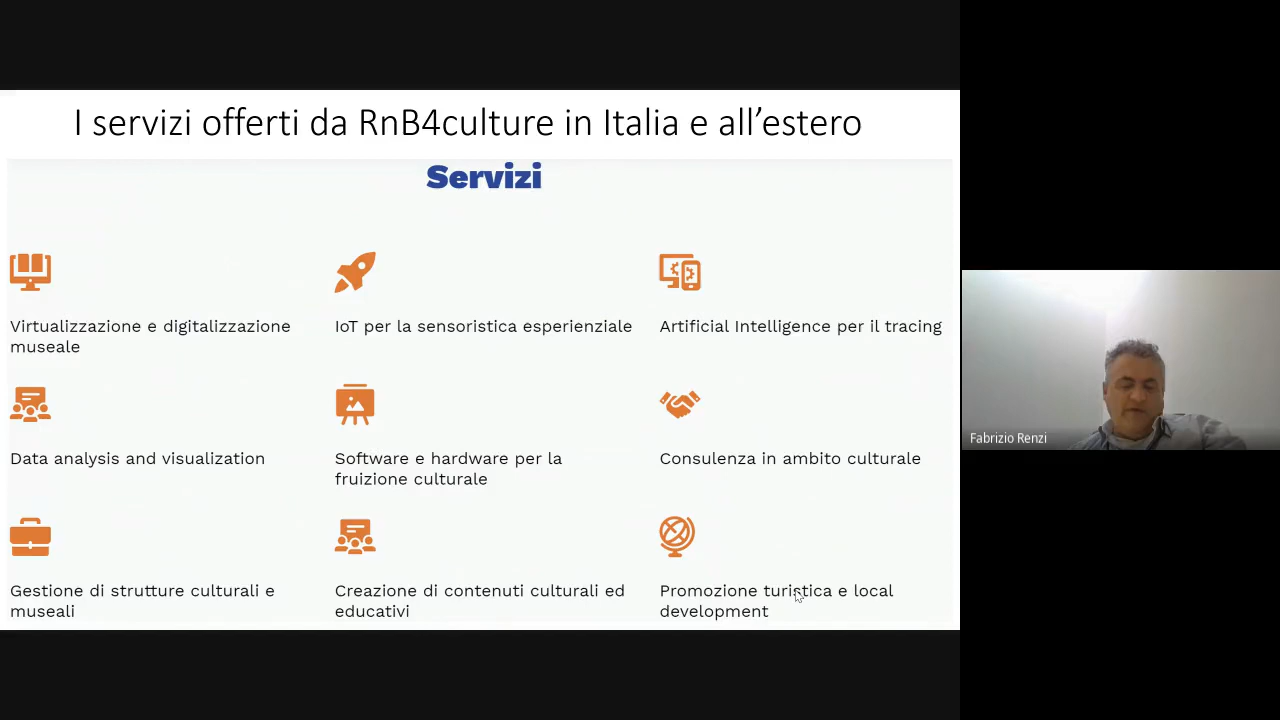 I servizi offerti da RnB4culture in Italia e all’estero
Servizi
Virtualizzazione e digitalizzazione
museale
IoT per la sensoristica esperienziale
Artificial Intelligence per il tracing
Data analysis and visualization
Software e hardware per la
fruizione culturale
Consulenza in ambito culturale
Gestione di strutture culturali e
museali
Creazione di contenuti culturali ed
educativi
Promozione turistica e local
development
Fabrizio Renzi